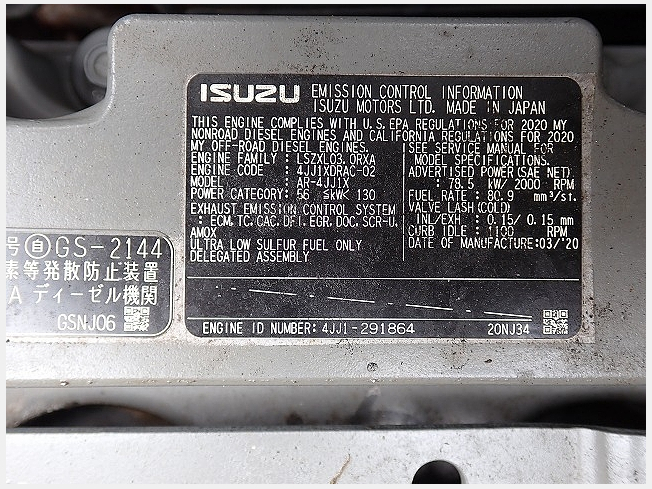 ISUZU EMISSION CONTROL INFORMATION
ISUZU MOTORS LTD. MADE IN JAPAN
THIS ENGINE COMPLIES WITH U.S.EPA REGULATIONS FOR 2020 MY
NONROAD DIESEL ENGINES AND CALIFORNIA REGULATIONS FOR 2020
MY OFF-ROAD DIESEL ENGINES.
ENGINE FAMILY : LSZXL03.0RXA
ENGINE CODE : 4JJ1XDRAC-02
MODEL : AR-4JJ1X
POWER CATEGORY: 56 ≦kW< 130
EXHAUST EMISSION CONTROL SYSTEM
: ECM,TC,CAC,DFI,EGR,DOC,SCR-U,
AMOX
ULTRA LOW SULFUR FUEL ONLY
DELEGATED ASSEMBLY
SEE SERVICE MANUAL FOR
MODEL SPECIFICATIONS.
ADVERTISED POWER(SAE NET)
: 78.5 kW/ 2000 RPM
FUEL RATE : 80.9 mm³/st.
VALVE LASH(COLD)
INL/EXH : 0.15/ 0.15 mm
CURB IDLE : 1100 RPM
DATE OF MANUFACTURE:03/'20
ENGINE ID NUMBER: 4JJ1-291864 20NJ34
号 自 GS-2144
素等発散防止装置
A ディーゼル機関
GSNJ06